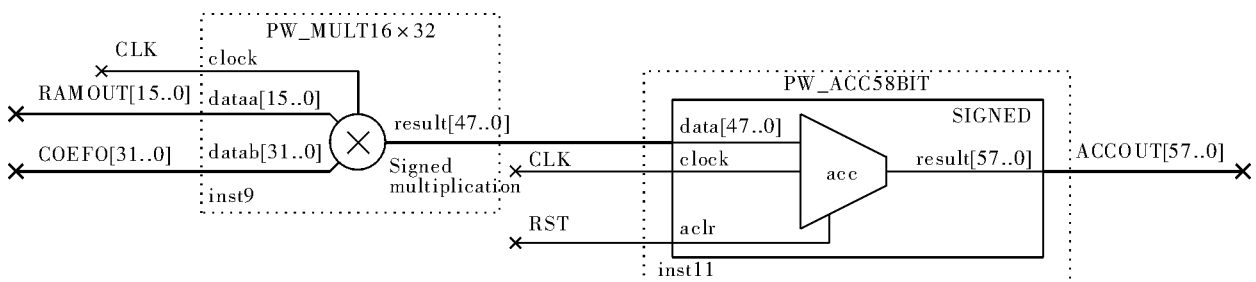 PW_MULT16×32
CLK
clock
RAMOUT[15..0]
dataa[15..0]
result[47..0]
COEFO[31..0]
datab[31..0]
Signed
multiplication
inst9
PW_ACC58BIT
SIGNED
data[47..0]
CLK
clock
acc
result[57..0]
ACCOUT[57..0]
RST
aclr
inst11